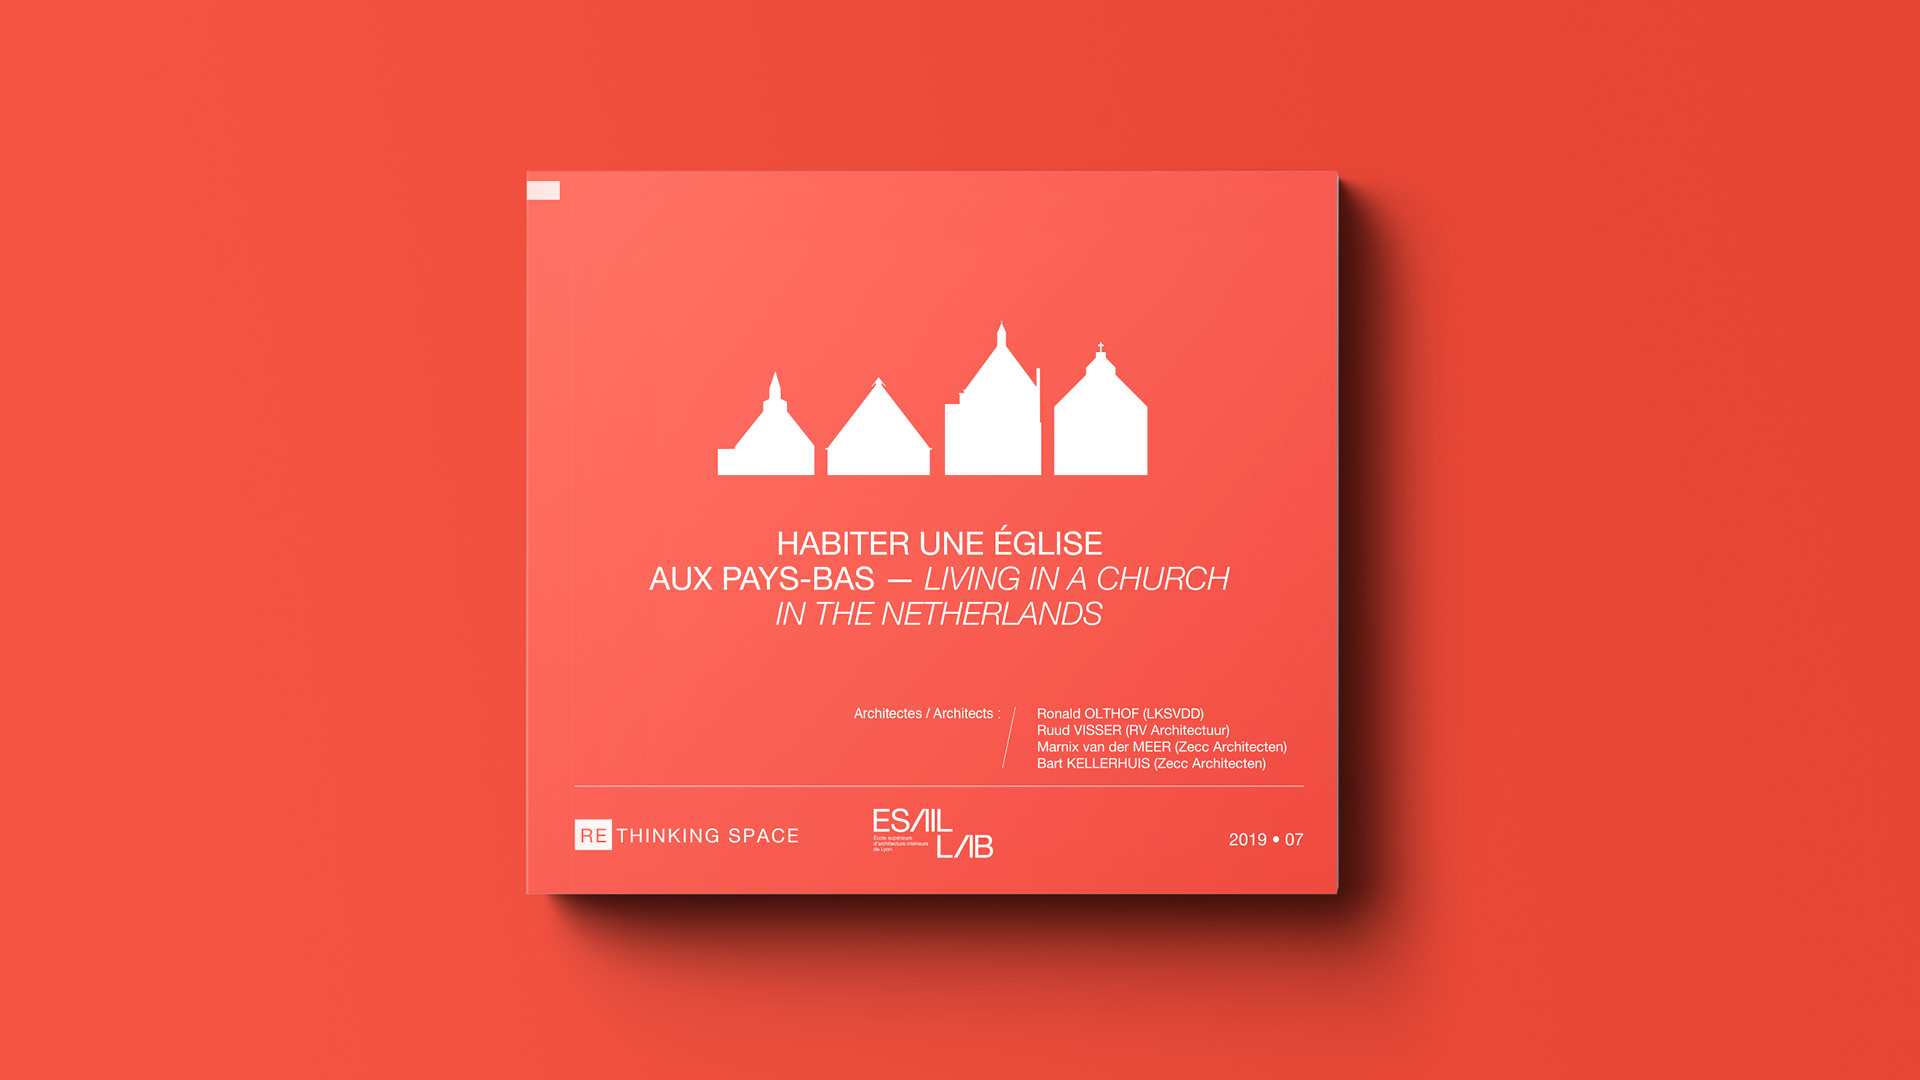 HABITER UNE ÉGLISE
AUX PAYS-BAS — LIVING IN A CHURCH
IN THE NETHERLANDS
Architectes / Architects :
Ronald OLTHOF (LKSVDD)
Ruud VISSER (RV Architectuur)
Marnix van der MEER (Zecc Architecten)
Bart KELLERHUIS (Zecc Architecten)
RE THINKING SPACE
ESAIL
École supérieure
d'architecture intérieure
de Lyon
LAB
2019 • 07